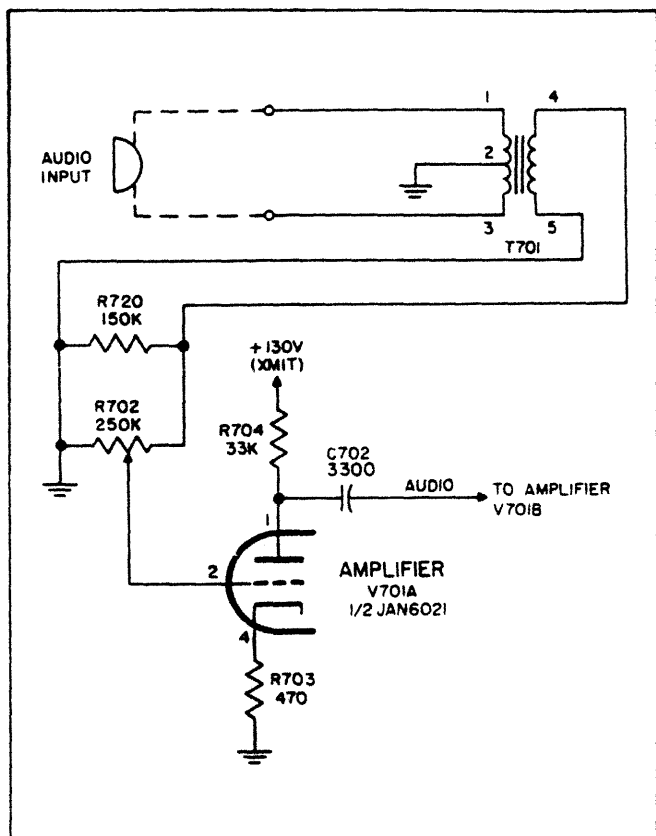 1
4
AUDIO
INPUT
2
3
5
T701
R720
150K
+130V
(XMIT)
R702
250K
R704
33K
C702
3300
AUDIO
TO AMPLIFIER
V701B
1
2
AMPLIFIER
V701A
1/2 JAN6021
4
R703
470